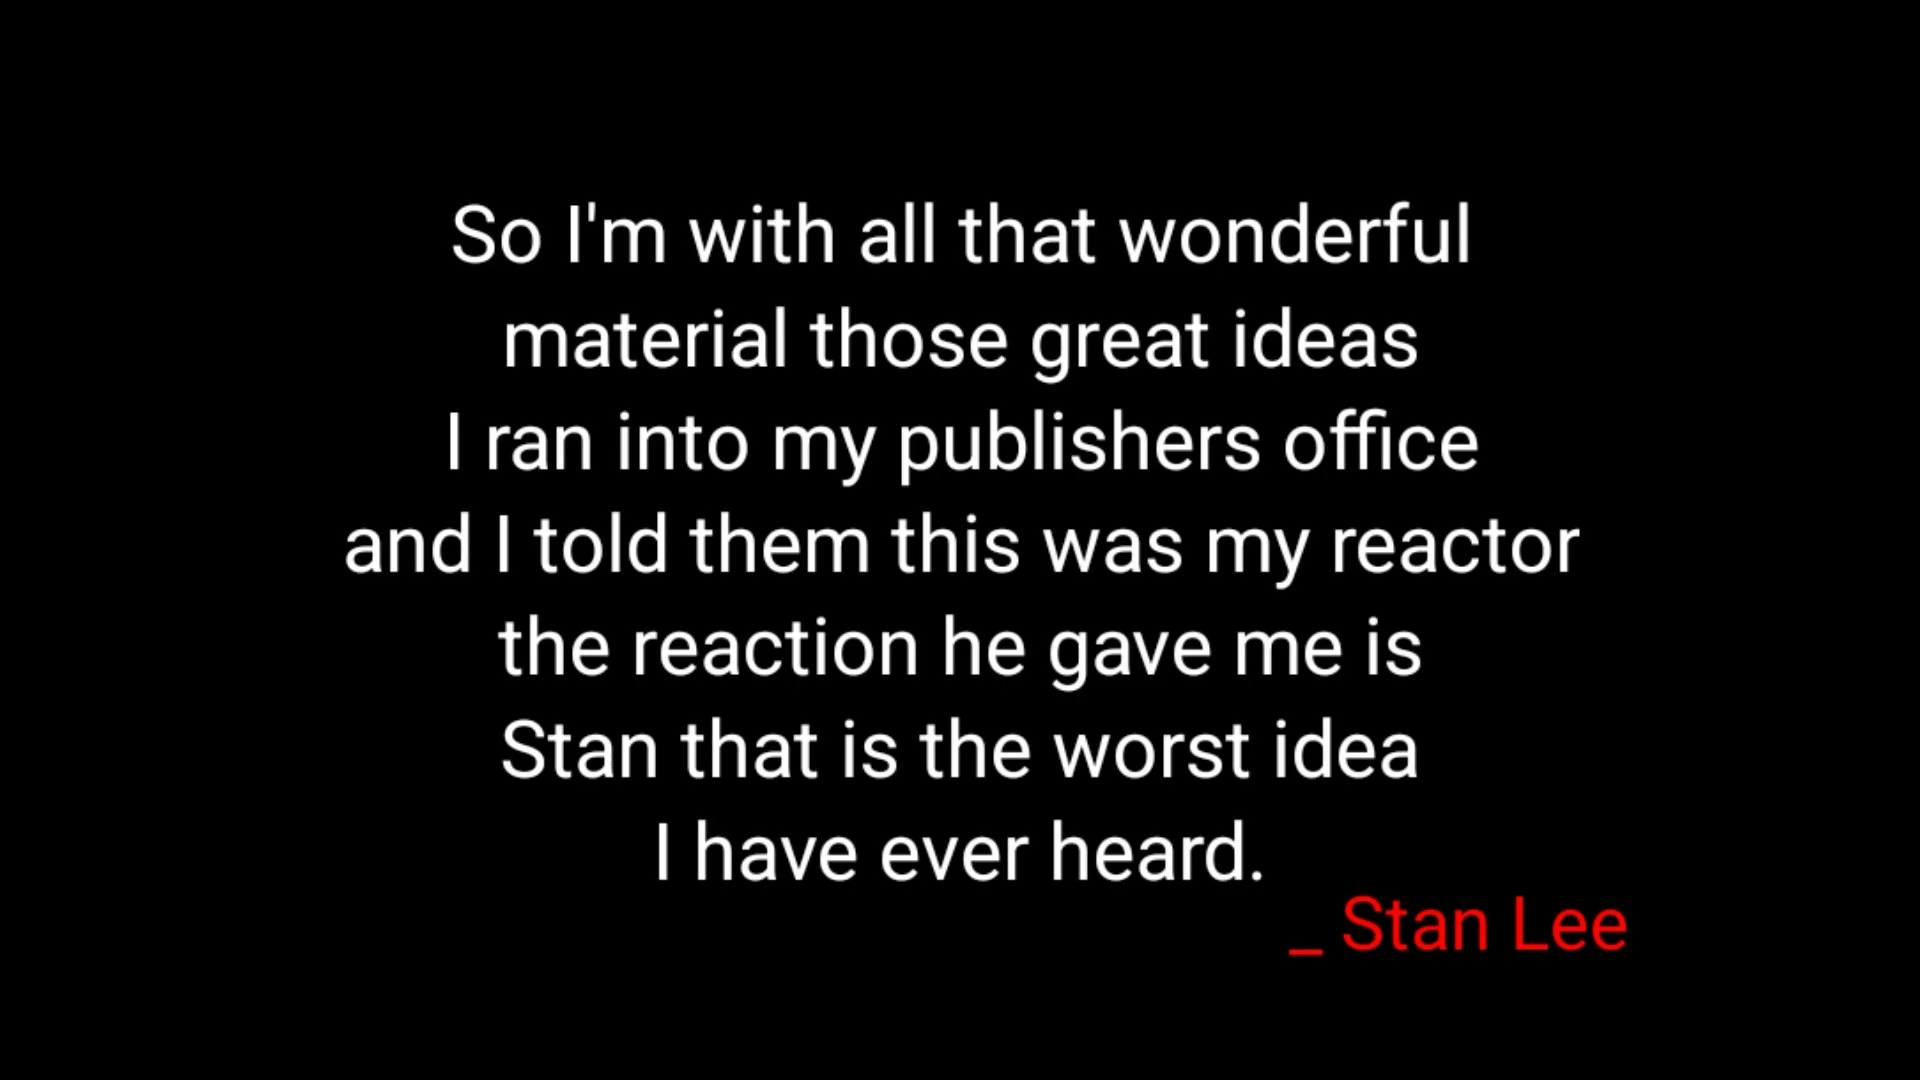 So I'm with all that wonderful
material those great ideas
I ran into my publishers office
and I told them this was my reactor
the reaction he gave me is
Stan that is the worst idea
I have ever heard.
_ Stan Lee